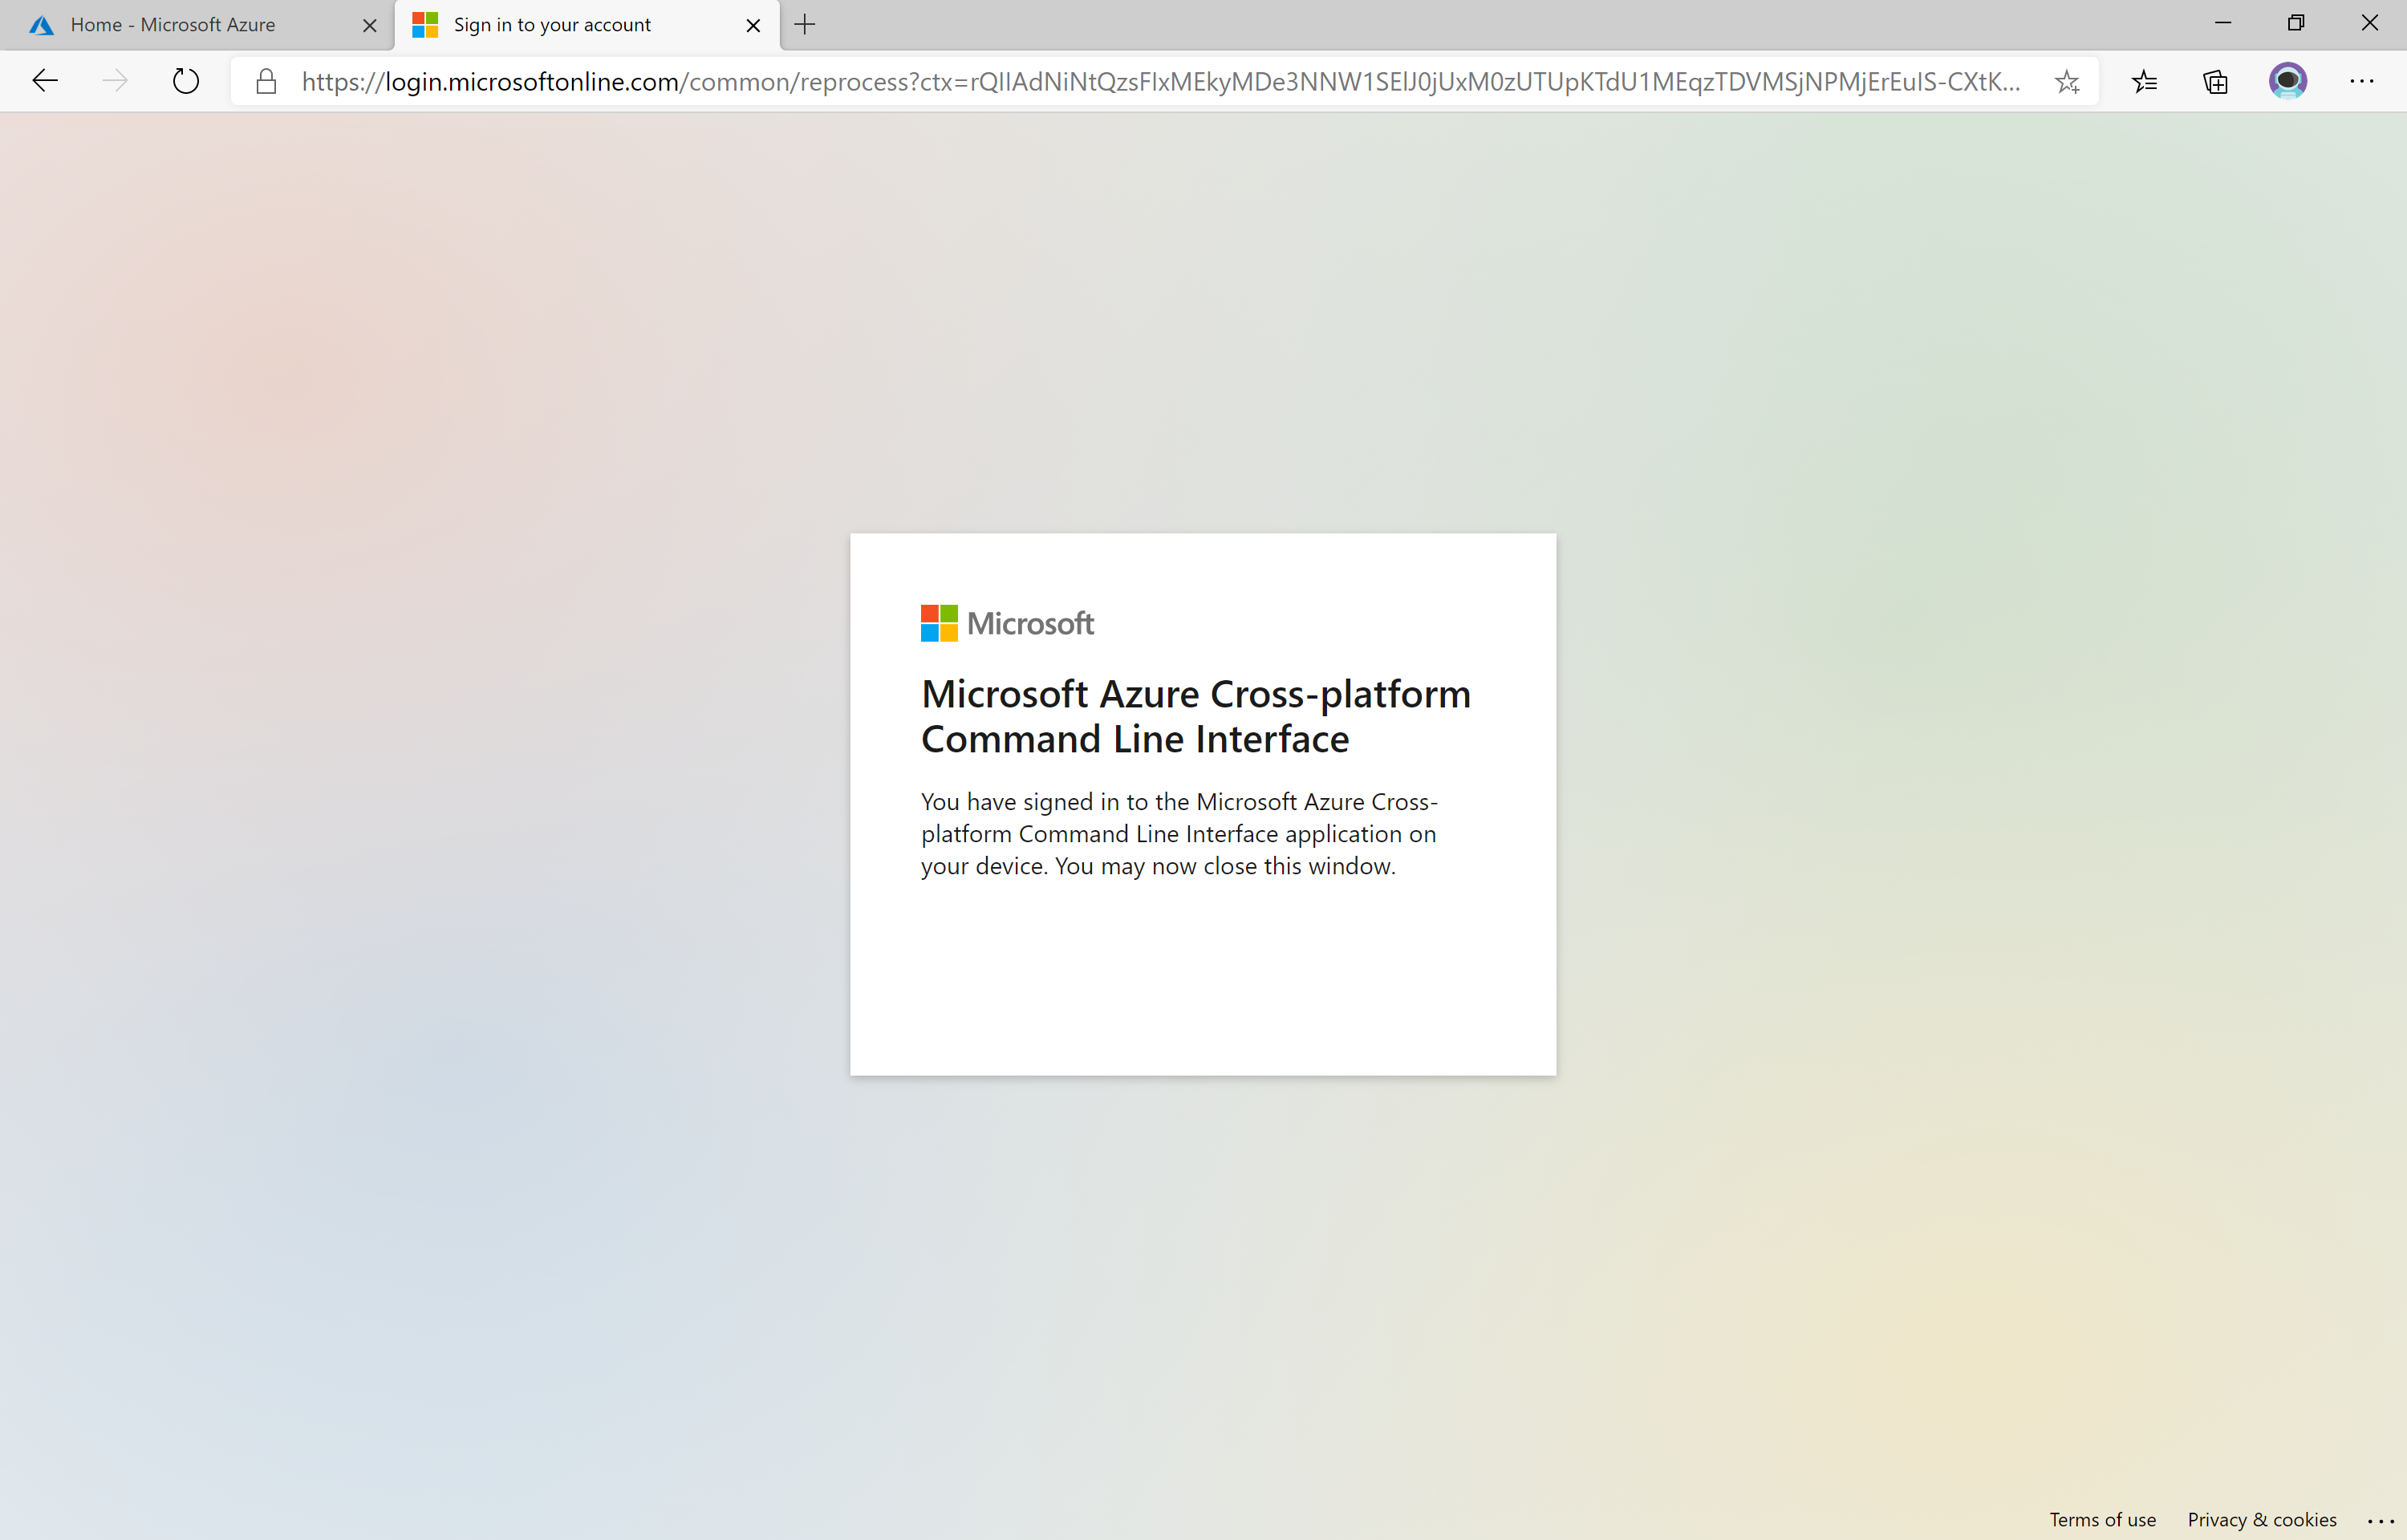 Home - Microsoft Azure
Sign in to your account
https://login.microsoftonline.com/common/reprocess?ctx=rQIIAdNiNtQzsFIxMEkyMDe3NNW1SElJ0jUxM0zUTUpKTdU1MEqzTDVMSjNPMjErEuIS-CXtK...
Microsoft
Microsoft Azure Cross-platform
Command Line Interface
You have signed in to the Microsoft Azure Cross-
platform Command Line Interface application on
your device. You may now close this window.
Terms of use Privacy & cookies ...